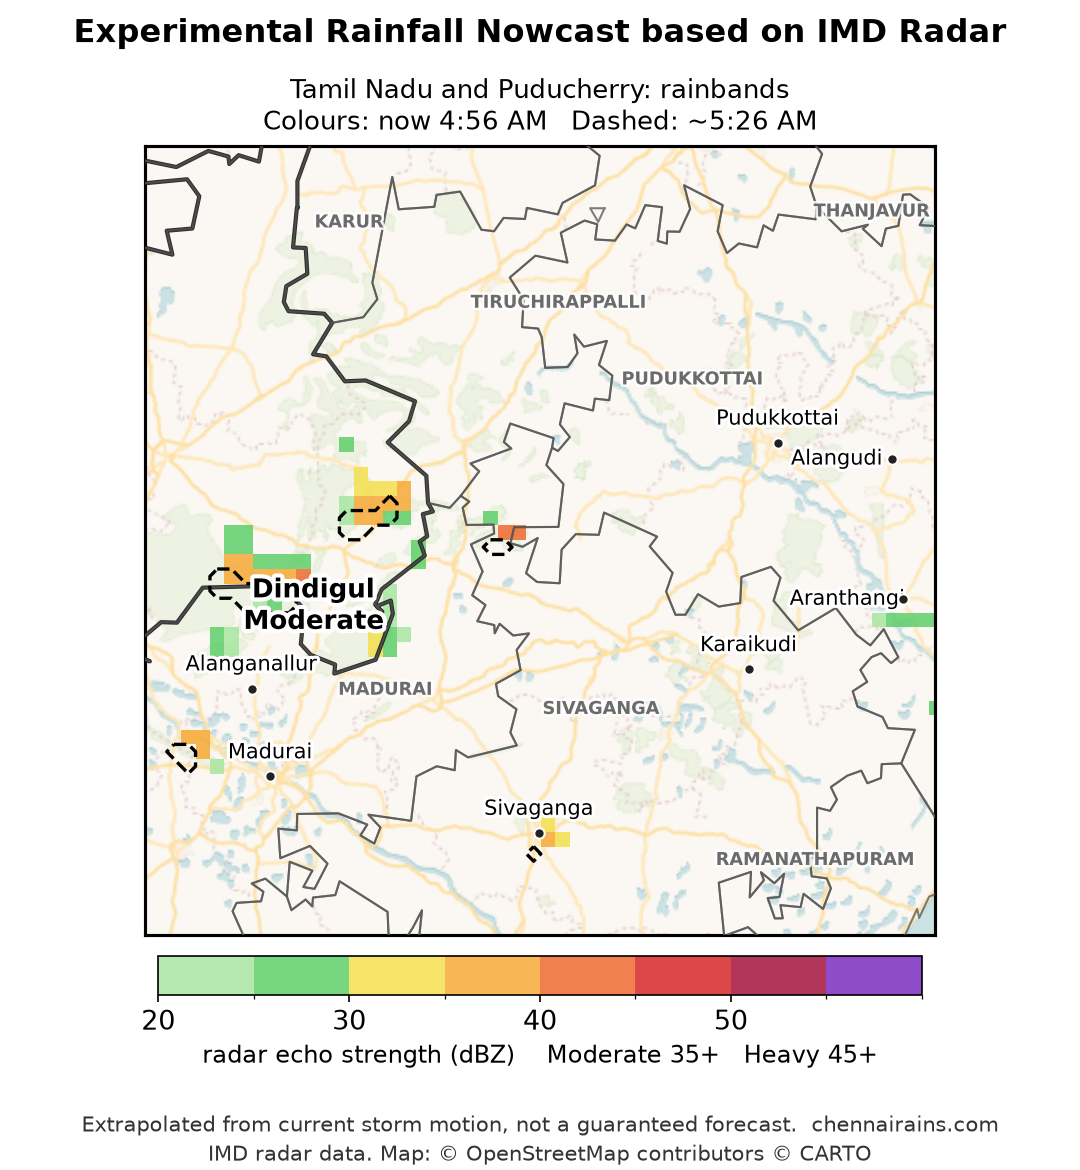 Experimental Rainfall Nowcast based on IMD Radar
Tamil Nadu and Puducherry: rainbands
Colours: now 4:56 AM   Dashed: ~5:26 AM
KARUR
THANJAVUR
TIRUCHIRAPPALLI
PUDUKKOTTAI
Pudukkottai
Alangudi
Dindigul
Moderate
Aranthangi
Karaikudi
Alanganallur
MADURAI
SIVAGANGA
Madurai
Sivaganga
RAMANATHAPURAM
20 30 40 50
radar echo strength (dBZ)    Moderate 35+   Heavy 45+
Extrapolated from current storm motion, not a guaranteed forecast.  chennairains.com
IMD radar data. Map: © OpenStreetMap contributors © CARTO